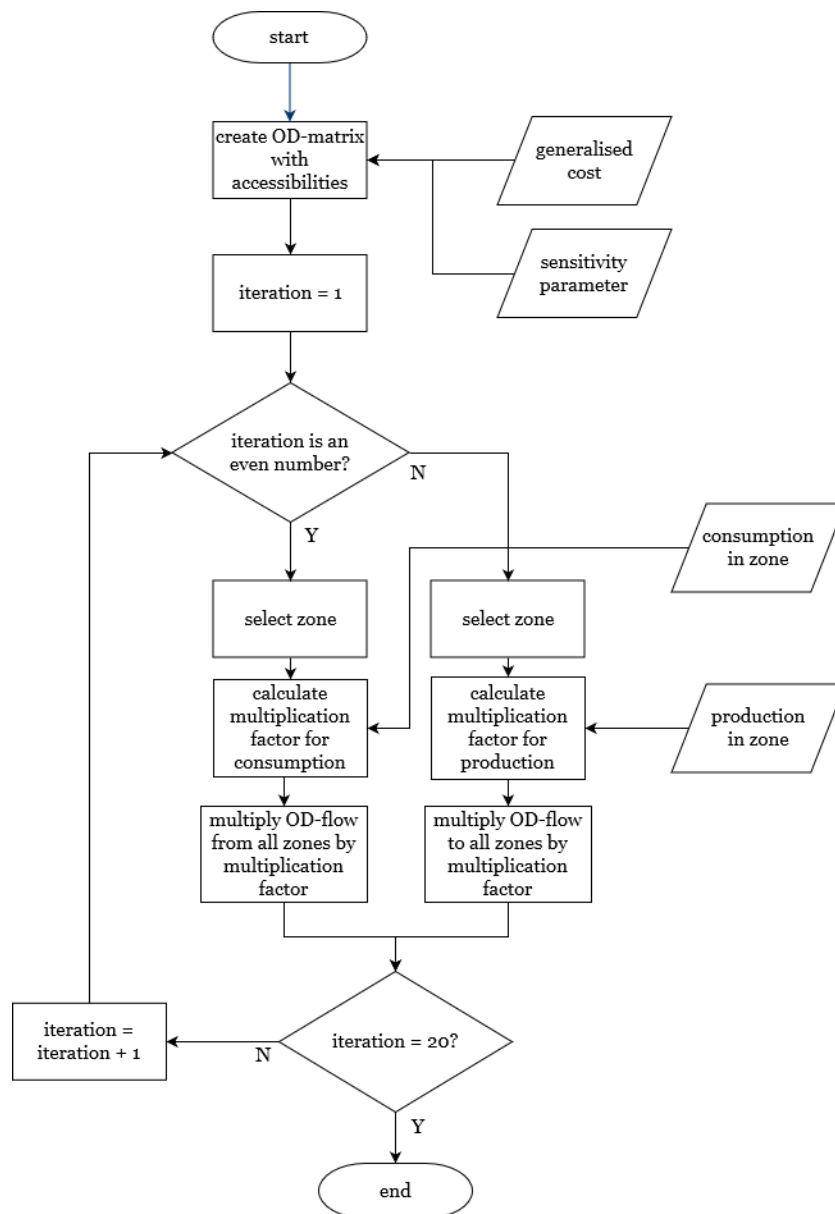 start
create OD-matrix
with
accessibilities
generalised
cost
sensitivity
parameter
iteration = 1
iteration is an
even number?
N
Y
consumption
in zone
select zone
select zone
calculate
multiplication
factor for
consumption
calculate
multiplication
factor for
production
production
in zone
multiply OD-flow
from all zones by
multiplication
factor
multiply OD-flow
to all zones by
multiplication
factor
iteration =
iteration + 1
N
iteration = 20?
Y
end